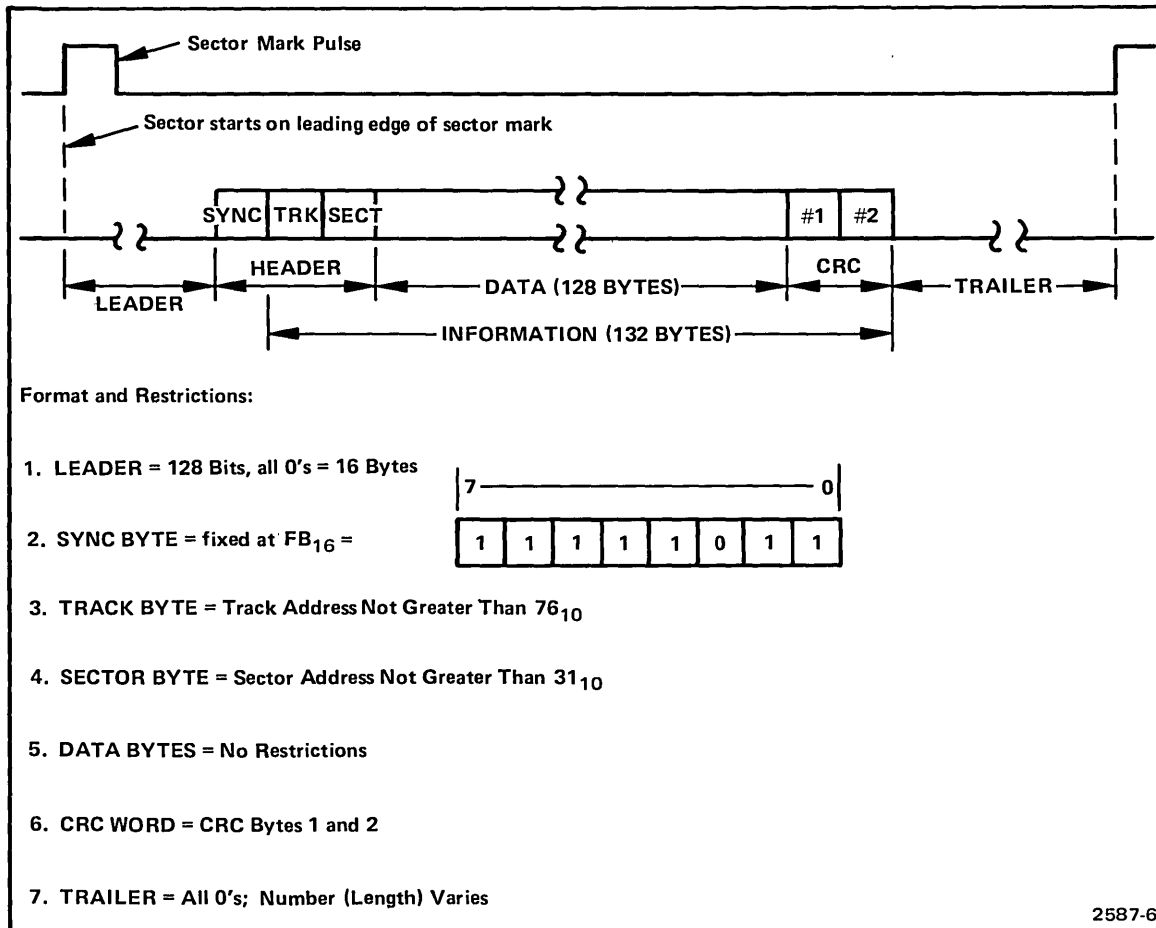 Sector Mark Pulse
Sector starts on leading edge of sector mark
SYNC TRK SECT #1 #2
HEADER CRC
LEADER DATA (128 BYTES) TRAILER
INFORMATION (132 BYTES)
Format and Restrictions:
1. LEADER = 128 Bits, all 0's = 16 Bytes
7 0
2. SYNC BYTE = fixed at FB16 = 1 1 1 1 1 0 1 1
3. TRACK BYTE = Track Address Not Greater Than 7610
4. SECTOR BYTE = Sector Address Not Greater Than 3110
5. DATA BYTES = No Restrictions
6. CRC WORD = CRC Bytes 1 and 2
7. TRAILER = All 0's; Number (Length) Varies
2587-6